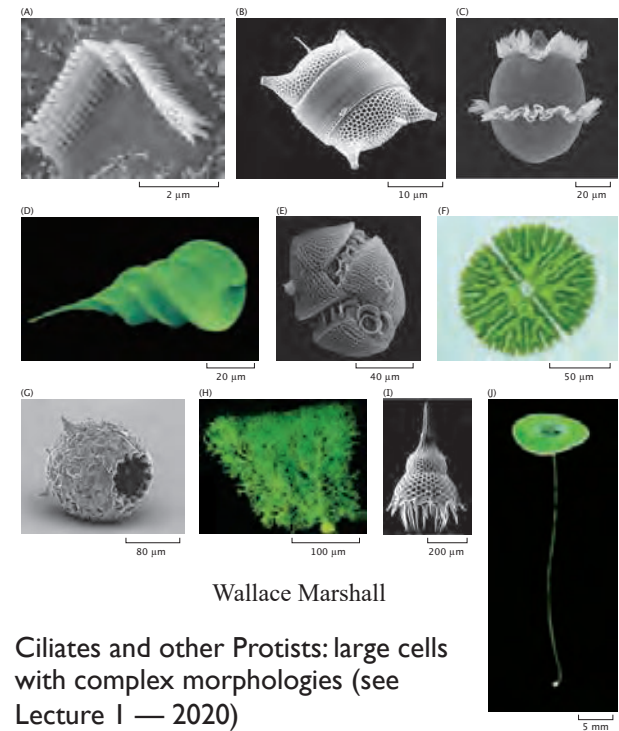 (A) (B) (C)
2 μm 10 μm 20 μm
(D) (E) (F)
20 μm 40 μm 50 μm
(G) (H) (I) (J)
80 μm 100 μm 200 μm
Wallace Marshall
Ciliates and other Protists: large cells
with complex morphologies (see
Lecture 1 — 2020)
5 mm